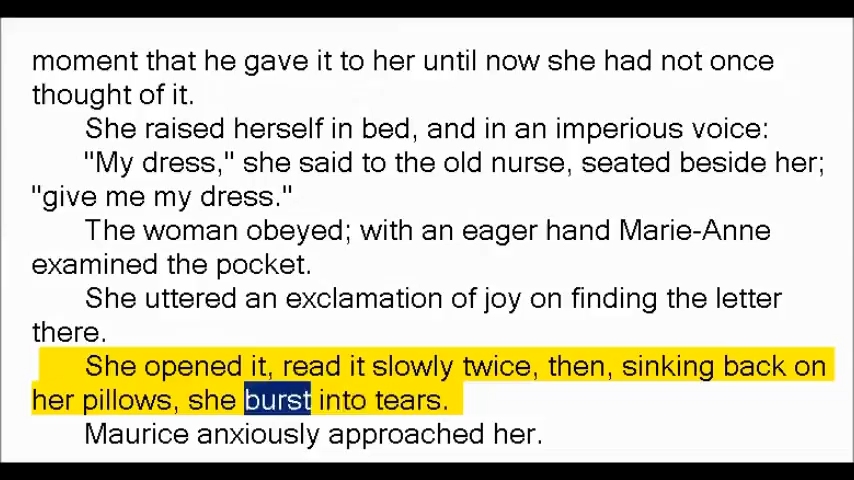 moment that he gave it to her until now she had not once
thought of it.
She raised herself in bed, and in an imperious voice:
"My dress," she said to the old nurse, seated beside her;
"give me my dress."
The woman obeyed; with an eager hand Marie-Anne
examined the pocket.
She uttered an exclamation of joy on finding the letter
there.
She opened it, read it slowly twice, then, sinking back on
her pillows, she burst into tears.
Maurice anxiously approached her.